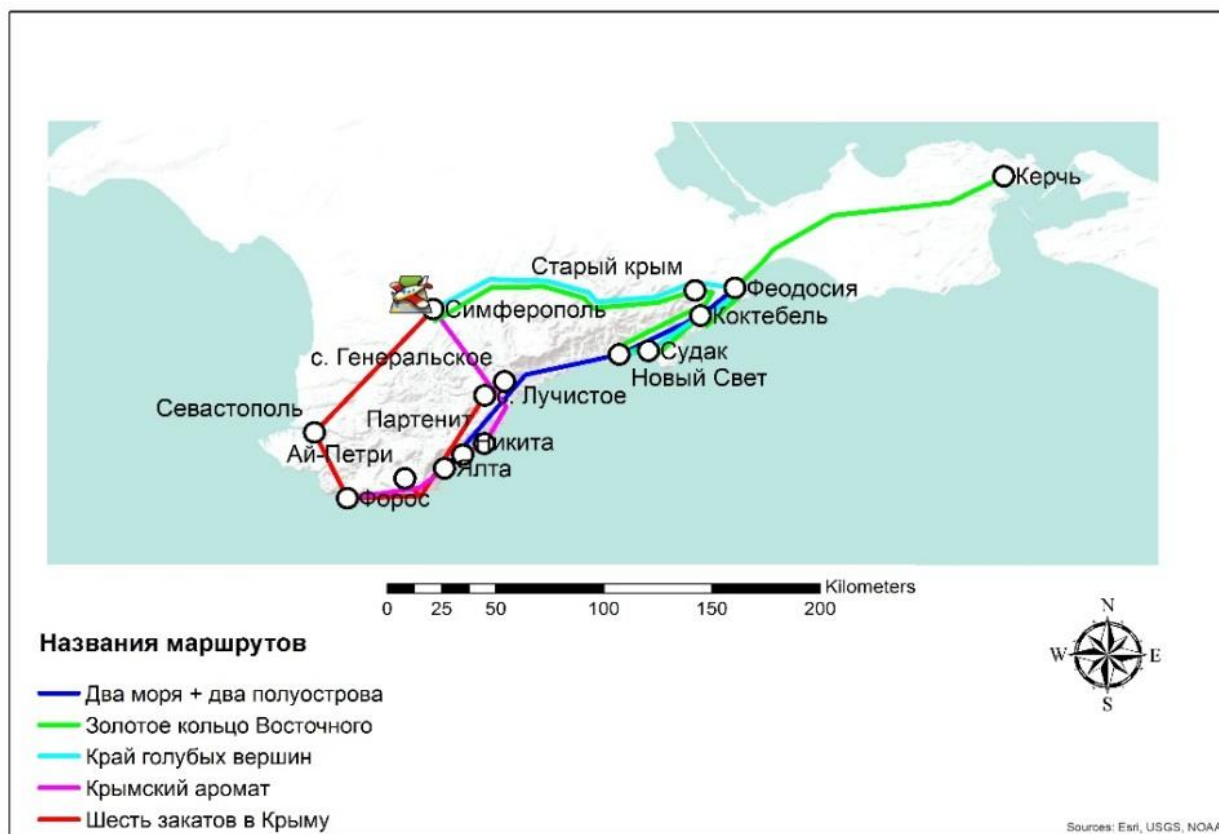 Керчь
Старый крым
Феодосия
Симферополь
Коктебель
с. Генеральское
Судак
Новый Свет
с. Лучистое
Севастополь
Партенит
Никита
Ай-Петри
Ялта
Форос
Kilometers
0 25 50 100 150 200
N
W E
S
Названия маршрутов
Два моря + два полуострова
Золотое кольцо Восточного
Край голубых вершин
Крымский аромат
Шесть закатов в Крыму
Sources: Esri, USGS, NOAA